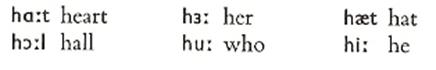 hɑːt heart hɜː her hæt hat
hɔːl hall huː who hiː he